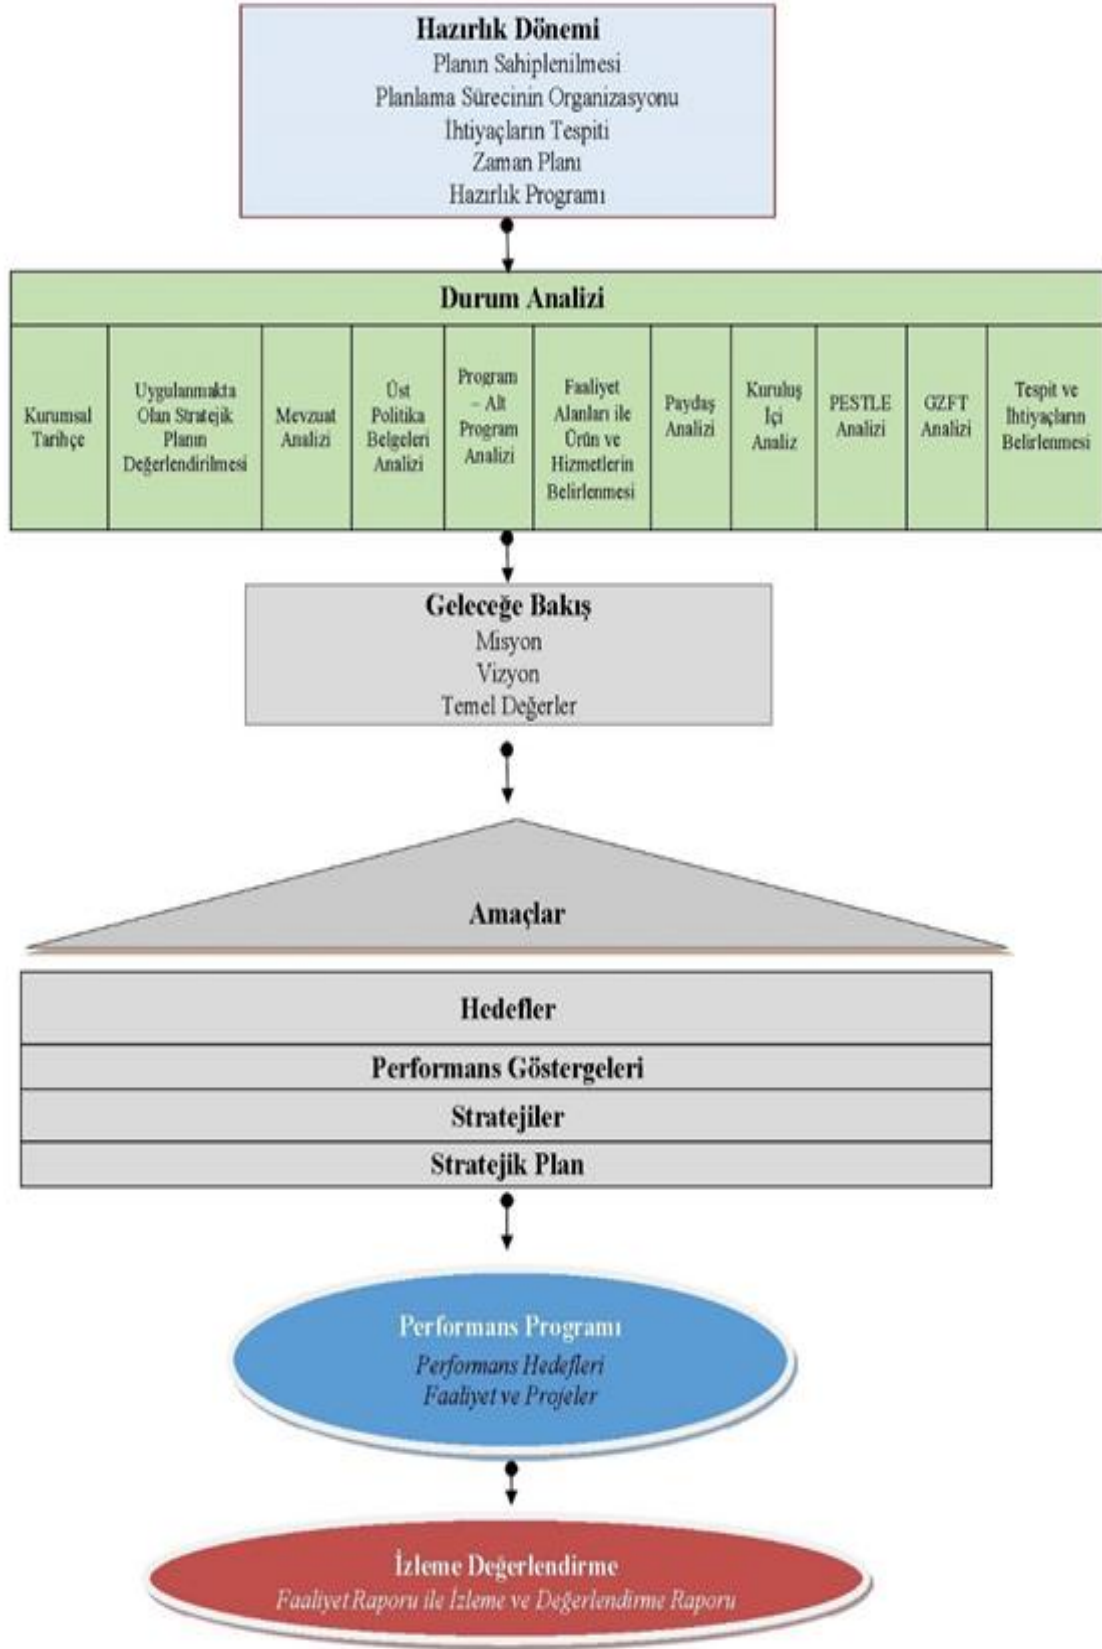 Hazırlık Dönemi
Planın Sahiplenilmesi
Planlama Sürecinin Organizasyonu
İhtiyaçların Tespiti
Zaman Planı
Hazırlık Programı
Durum Analizi
Kurumsal
Tarihçe
Uygulanmakta
Olan Stratejik
Planın
Değerlendirilmesi
Mevzuat
Analizi
Üst
Politika
Belgeleri
Analizi
Program
– Alt
Program
Analizi
Faaliyet
Alanları ile
Ürün ve
Hizmetlerin
Belirlenmesi
Paydaş
Analizi
Kuruluş
İçi
Analiz
PESTLE
Analizi
GZFT
Analizi
Tespit ve
İhtiyaçların
Belirlenmesi
Geleceğe Bakış
Misyon
Vizyon
Temel Değerler
Amaçlar
Hedefler
Performans Göstergeleri
Stratejiler
Stratejik Plan
Performans Programı
Performans Hedefleri
Faaliyet ve Projeler
İzleme Değerlendirme
Faaliyet Raporu ile İzleme ve Değerlendirme Raporu